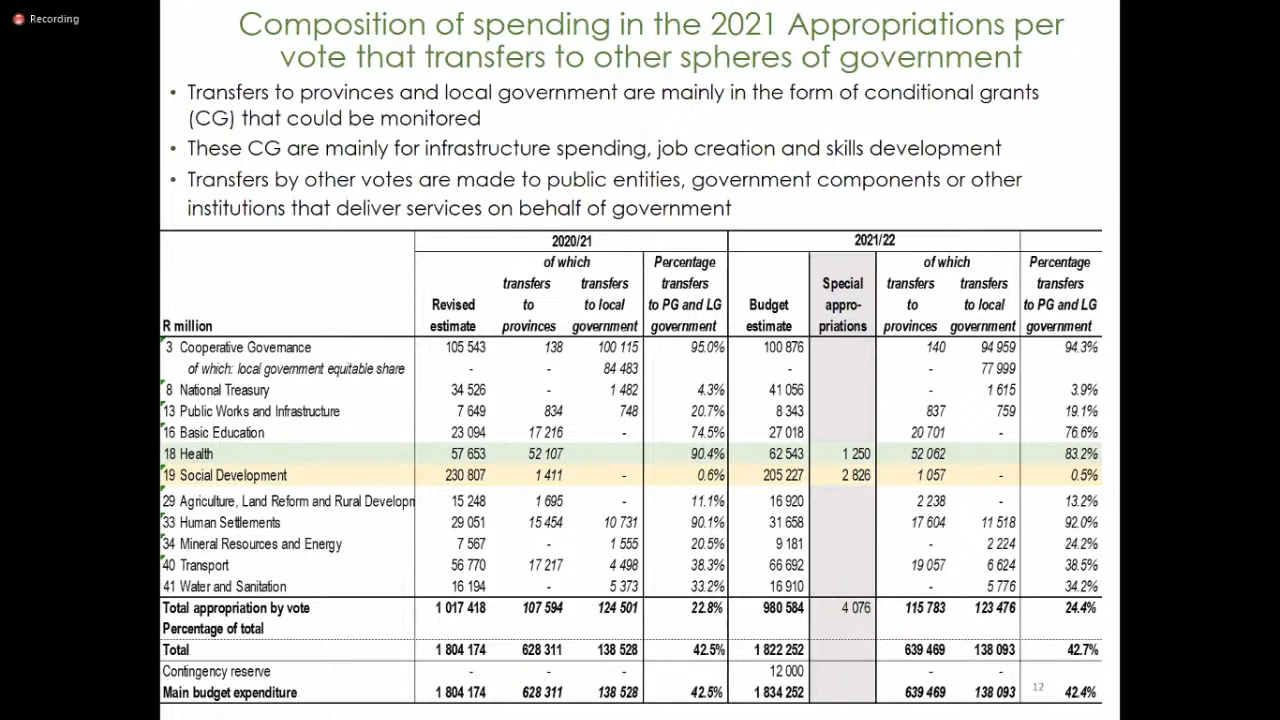 Recording
Composition of spending in the 2021 Appropriations per
vote that transfers to other spheres of government
• Transfers to provinces and local government are mainly in the form of conditional grants
(CG) that could be monitored
• These CG are mainly for infrastructure spending, job creation and skills development
• Transfers by other votes are made to public entities, government components or other
institutions that deliver services on behalf of government
2020/21 2021/22
of which Percentage of which Percentage
transfers transfers transfers Special transfers transfers transfers
Revised to to local to PG and LG Budget appro- to to local to PG and LG
R million estimate provinces government government estimate priations provinces government government
3 Cooperative Governance 105 543 138 100 115 95.0% 100 876 140 94 959 94.3%
of which: local government equitable share - - 84 483 - - 77 999
8 National Treasury 34 526 - 1 482 4.3% 41 056 - 1 615 3.9%
13 Public Works and Infrastructure 7 649 834 748 20.7% 8 343 837 759 19.1%
16 Basic Education 23 094 17 216 - 74.5% 27 018 20 701 - 76.6%
18 Health 57 653 52 107 - 90.4% 62 543 1 250 52 062 - 83.2%
19 Social Development 230 807 1 411 - 0.6% 205 227 2 826 1 057 - 0.5%
29 Agriculture, Land Reform and Rural Developn 15 248 1 695 - 11.1% 16 920 2 238 - 13.2%
33 Human Settlements 29 051 15 454 10 731 90.1% 31 658 17 604 11 518 92.0%
34 Mineral Resources and Energy 7 567 - 1 555 20.5% 9 181 - 2 224 24.2%
40 Transport 56 770 17 217 4 498 38.3% 66 692 19 057 6 624 38.5%
41 Water and Sanitation 16 194 - 5 373 33.2% 16 910 - 5 776 34.2%
Total appropriation by vote 1 017 418 107 594 124 501 22.8% 980 584 4 076 115 783 123 476 24.4%
Percentage of total
Total 1 804 174 628 311 138 528 42.5% 1 822 252 639 469 138 093 42.7%
Contingency reserve - - - - 12 000 - - -
Main budget expenditure 1 804 174 628 311 138 528 42.5% 1 834 252 639 469 138 093 42.4%
12